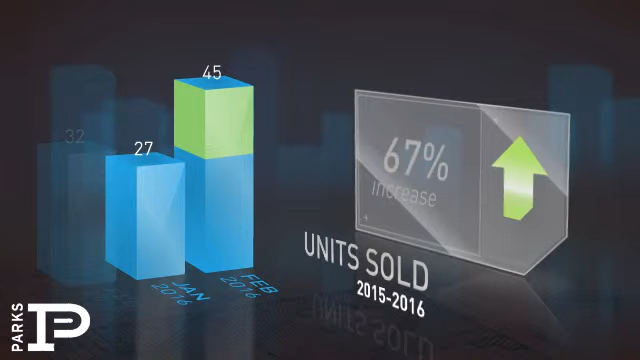 45
32
27
67%
increase
UNITS SOLD
2015-2016
JAN
2016
FEB
2016
PARKS
P